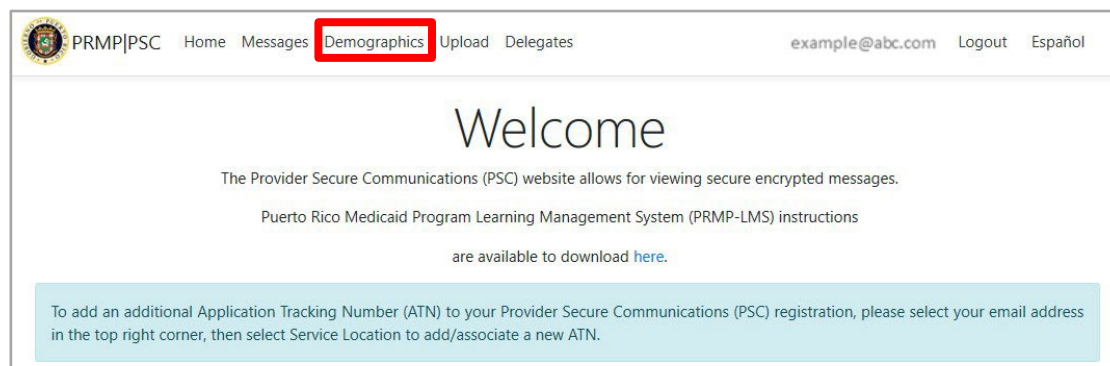 PRMP|PSC Home Messages Demographics Upload Delegates example@abc.com Logout Español
Welcome
The Provider Secure Communications (PSC) website allows for viewing secure encrypted messages.
Puerto Rico Medicaid Program Learning Management System (PRMP-LMS) instructions
are available to download here.
To add an additional Application Tracking Number (ATN) to your Provider Secure Communications (PSC) registration, please select your email address
in the top right corner, then select Service Location to add/associate a new ATN.